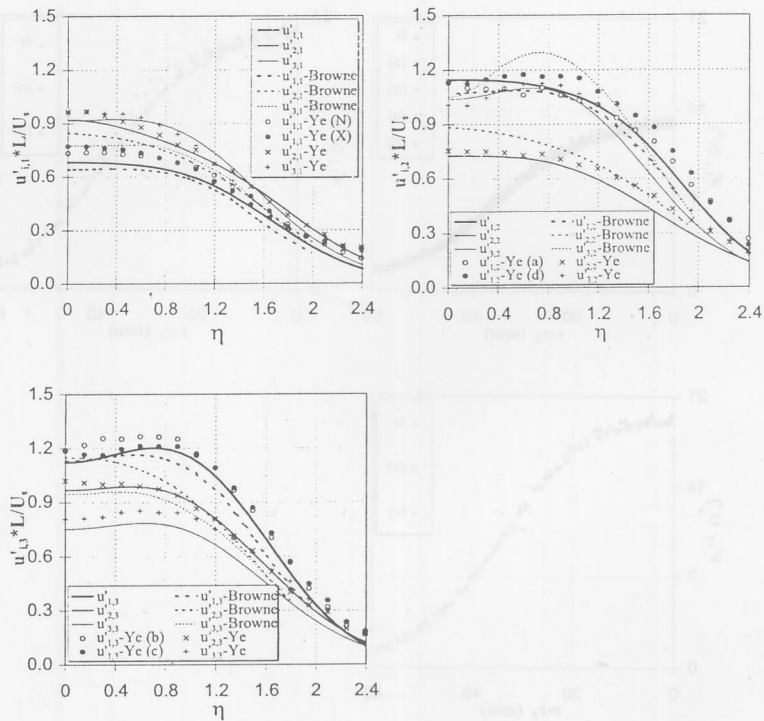 1.5
1.2
0.9
0.6
0.3
0.0
u'i,1*L/Us
0 0.4 0.8 1.2 1.6 2.0 2.4
η
u'1,1
u'2,1
u'3,1
u'1,1-Browne
u'2,1-Browne
u'3,1-Browne
u'1,1-Ye (N)
u'1,1-Ye (X)
u'2,1-Ye
u'3,1-Ye
1.5
1.2
0.9
0.6
0.3
0.0
u'i,2*L/Us
0 0.4 0.8 1.2 1.6 2 2.4
η
u'1,2 u'1,2-Browne
u'2,2 u'2,2-Browne
u'3,2 u'3,2-Browne
u'1,2-Ye (a) u'2,2-Ye
u'1,2-Ye (d) u'3,2-Ye
1.5
1.2
0.9
0.6
0.3
0.0
u'i,3*L/Us
0 0.4 0.8 1.2 1.6 2 2.4
η
u'1,3 u'1,3-Browne
u'2,3 u'2,3-Browne
u'3,3 u'3,3-Browne
u'1,3-Ye (b) u'2,3-Ye
u'1,3-Ye (c) u'3,3-Ye